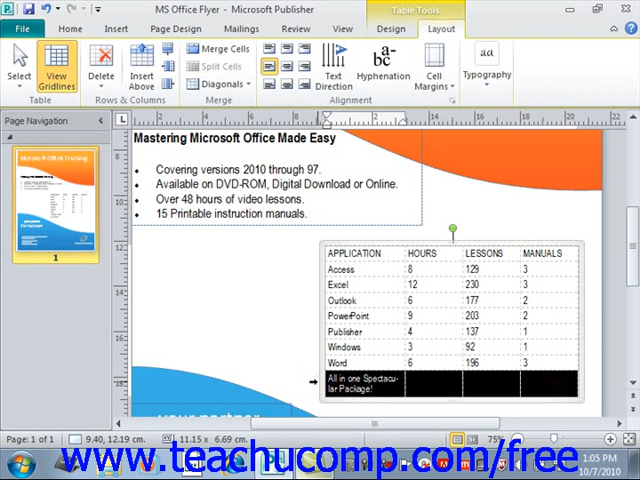 MS Office Flyer - Microsoft Publisher
Table Tools
File Home Insert Page Design Mailings Review View Design Layout
Select
View Gridlines
Delete
Insert Above
Merge Cells
Split Cells
Diagonals
Text Direction
Hyphenation
Cell Margins
Typography
Table Rows & Columns Merge Alignment
Page Navigation
1
Mastering Microsoft Office Made Easy
Covering versions 2010 through 97.
Available on DVD-ROM, Digital Download or Online.
Over 48 hours of video lessons.
15 Printable instruction manuals.
APPLICATION HOURS LESSONS MANUALS
Access 8 129 3
Excel 12 230 3
Outlook 6 177 2
PowerPoint 9 203 2
Publisher 4 137 1
Windows 3 92 1
Word 6 196 3
All in one Spectacu-
lar Package!
your partner
Page: 1 of 1 9.40, 12.19 cm. 11.15 x 6.69 cm. 75%
www.teachucomp.com/free
1:05 PM
10/7/2010